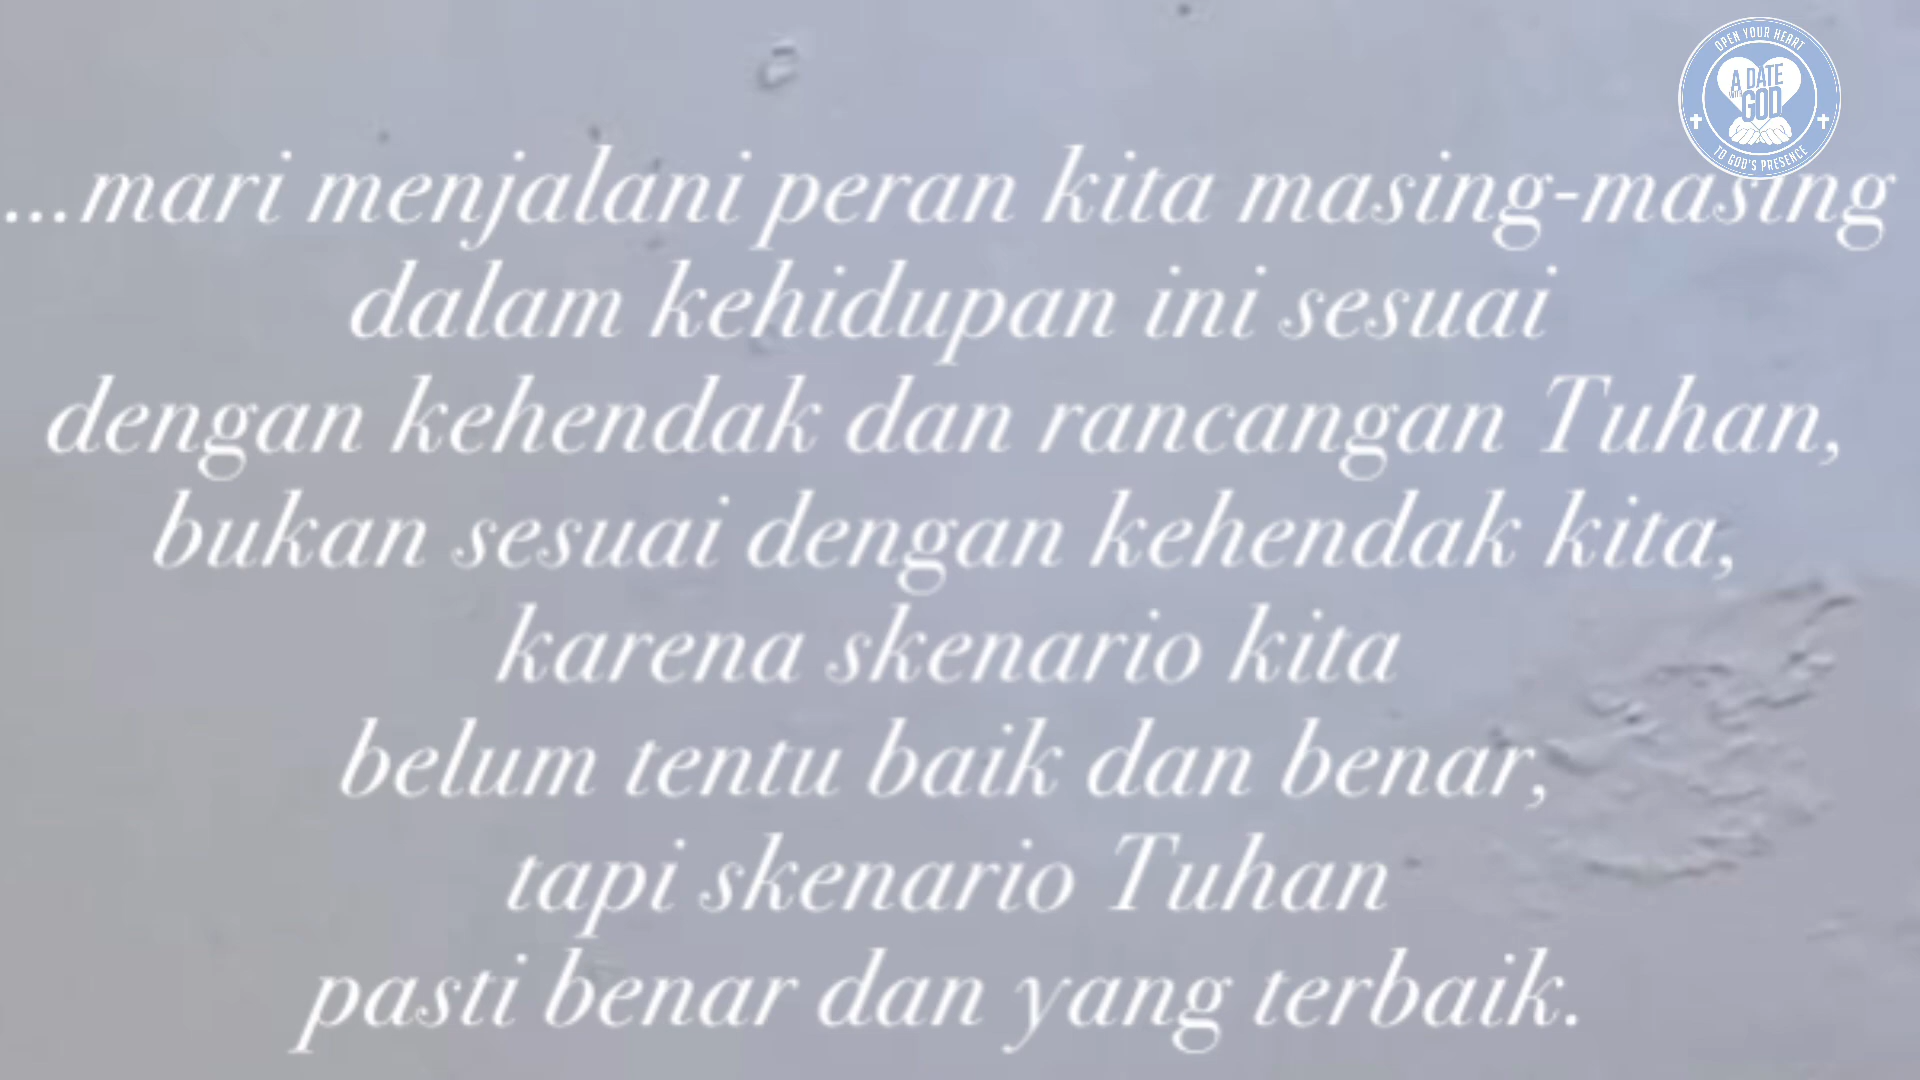 OPEN YOUR HEART
A DATE
WITH
GOD
TO GOD'S PRESENCE
...mari menjalani peran kita masing-masing
dalam kehidupan ini sesuai
dengan kehendak dan rancangan Tuhan,
bukan sesuai dengan kehendak kita,
karena skenario kita
belum tentu baik dan benar,
tapi skenario Tuhan
pasti benar dan yang terbaik.